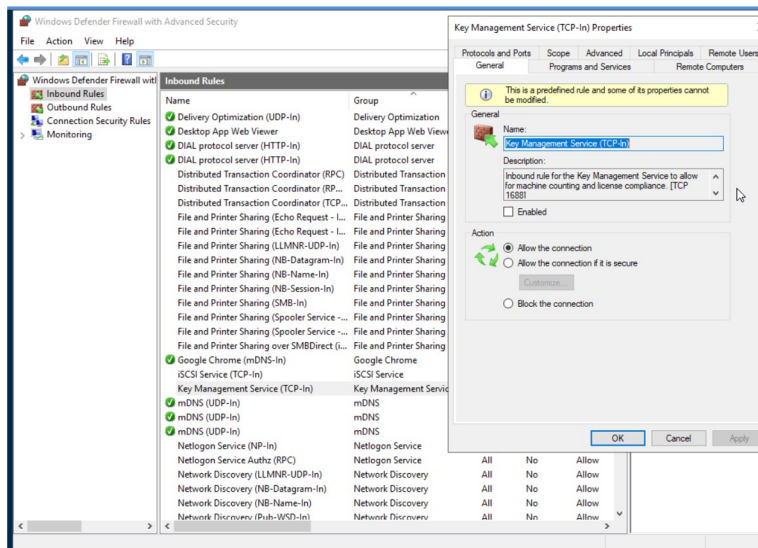 Windows Defender Firewall with Advanced Security
File Action View Help
Windows Defender Firewall witl
Inbound Rules
Outbound Rules
Connection Security Rules
Monitoring
Inbound Rules
Name Group
Delivery Optimization (UDP-In) Delivery Optimization
Desktop App Web Viewer Desktop App Web View
DIAL protocol server (HTTP-In) DIAL protocol server
DIAL protocol server (HTTP-In) DIAL protocol server
Distributed Transaction Coordinator (RPC) Distributed Transaction
Distributed Transaction Coordinator (RP... Distributed Transaction
Distributed Transaction Coordinator (TCP... Distributed Transaction
File and Printer Sharing (Echo Request - I... File and Printer Sharing
File and Printer Sharing (Echo Request - I... File and Printer Sharing
File and Printer Sharing (LLMNR-UDP-In) File and Printer Sharing
File and Printer Sharing (NB-Datagram-In) File and Printer Sharing
File and Printer Sharing (NB-Name-In) File and Printer Sharing
File and Printer Sharing (NB-Session-In) File and Printer Sharing
File and Printer Sharing (SMB-In) File and Printer Sharing
File and Printer Sharing (Spooler Service -... File and Printer Sharing
File and Printer Sharing (Spooler Service -... File and Printer Sharing
File and Printer Sharing over SMBDirect (i... File and Printer Sharing
Google Chrome (mDNS-In) Google Chrome
iSCSI Service (TCP-In) iSCSI Service
Key Management Service (TCP-In) Key Management Servic
mDNS (UDP-In) mDNS
mDNS (UDP-In) mDNS
mDNS (UDP-In) mDNS
Netlogon Service (NP-In) Netlogon Service
Netlogon Service Authz (RPC) Netlogon Service All No Allow
Network Discovery (LLMNR-UDP-In) Network Discovery All No Allow
Network Discovery (NB-Datagram-In) Network Discovery All No Allow
Network Discovery (NB-Name-In) Network Discovery All No Allow
Network Discovery (Pub-WSD-In) Network Discovery All No Allow
Key Management Service (TCP-In) Properties
Protocols and Ports Scope Advanced Local Principals Remote Users
General Programs and Services Remote Computers
This is a predefined rule and some of its properties cannot
be modified.
General
Name:
Key Management Service (TCP-In)
Description:
Inbound rule for the Key Management Service to allow
for machine counting and license compliance. [TCP
1688]
Enabled
Action
Allow the connection
Allow the connection if it is secure
Customize...
Block the connection
OK Cancel Apply